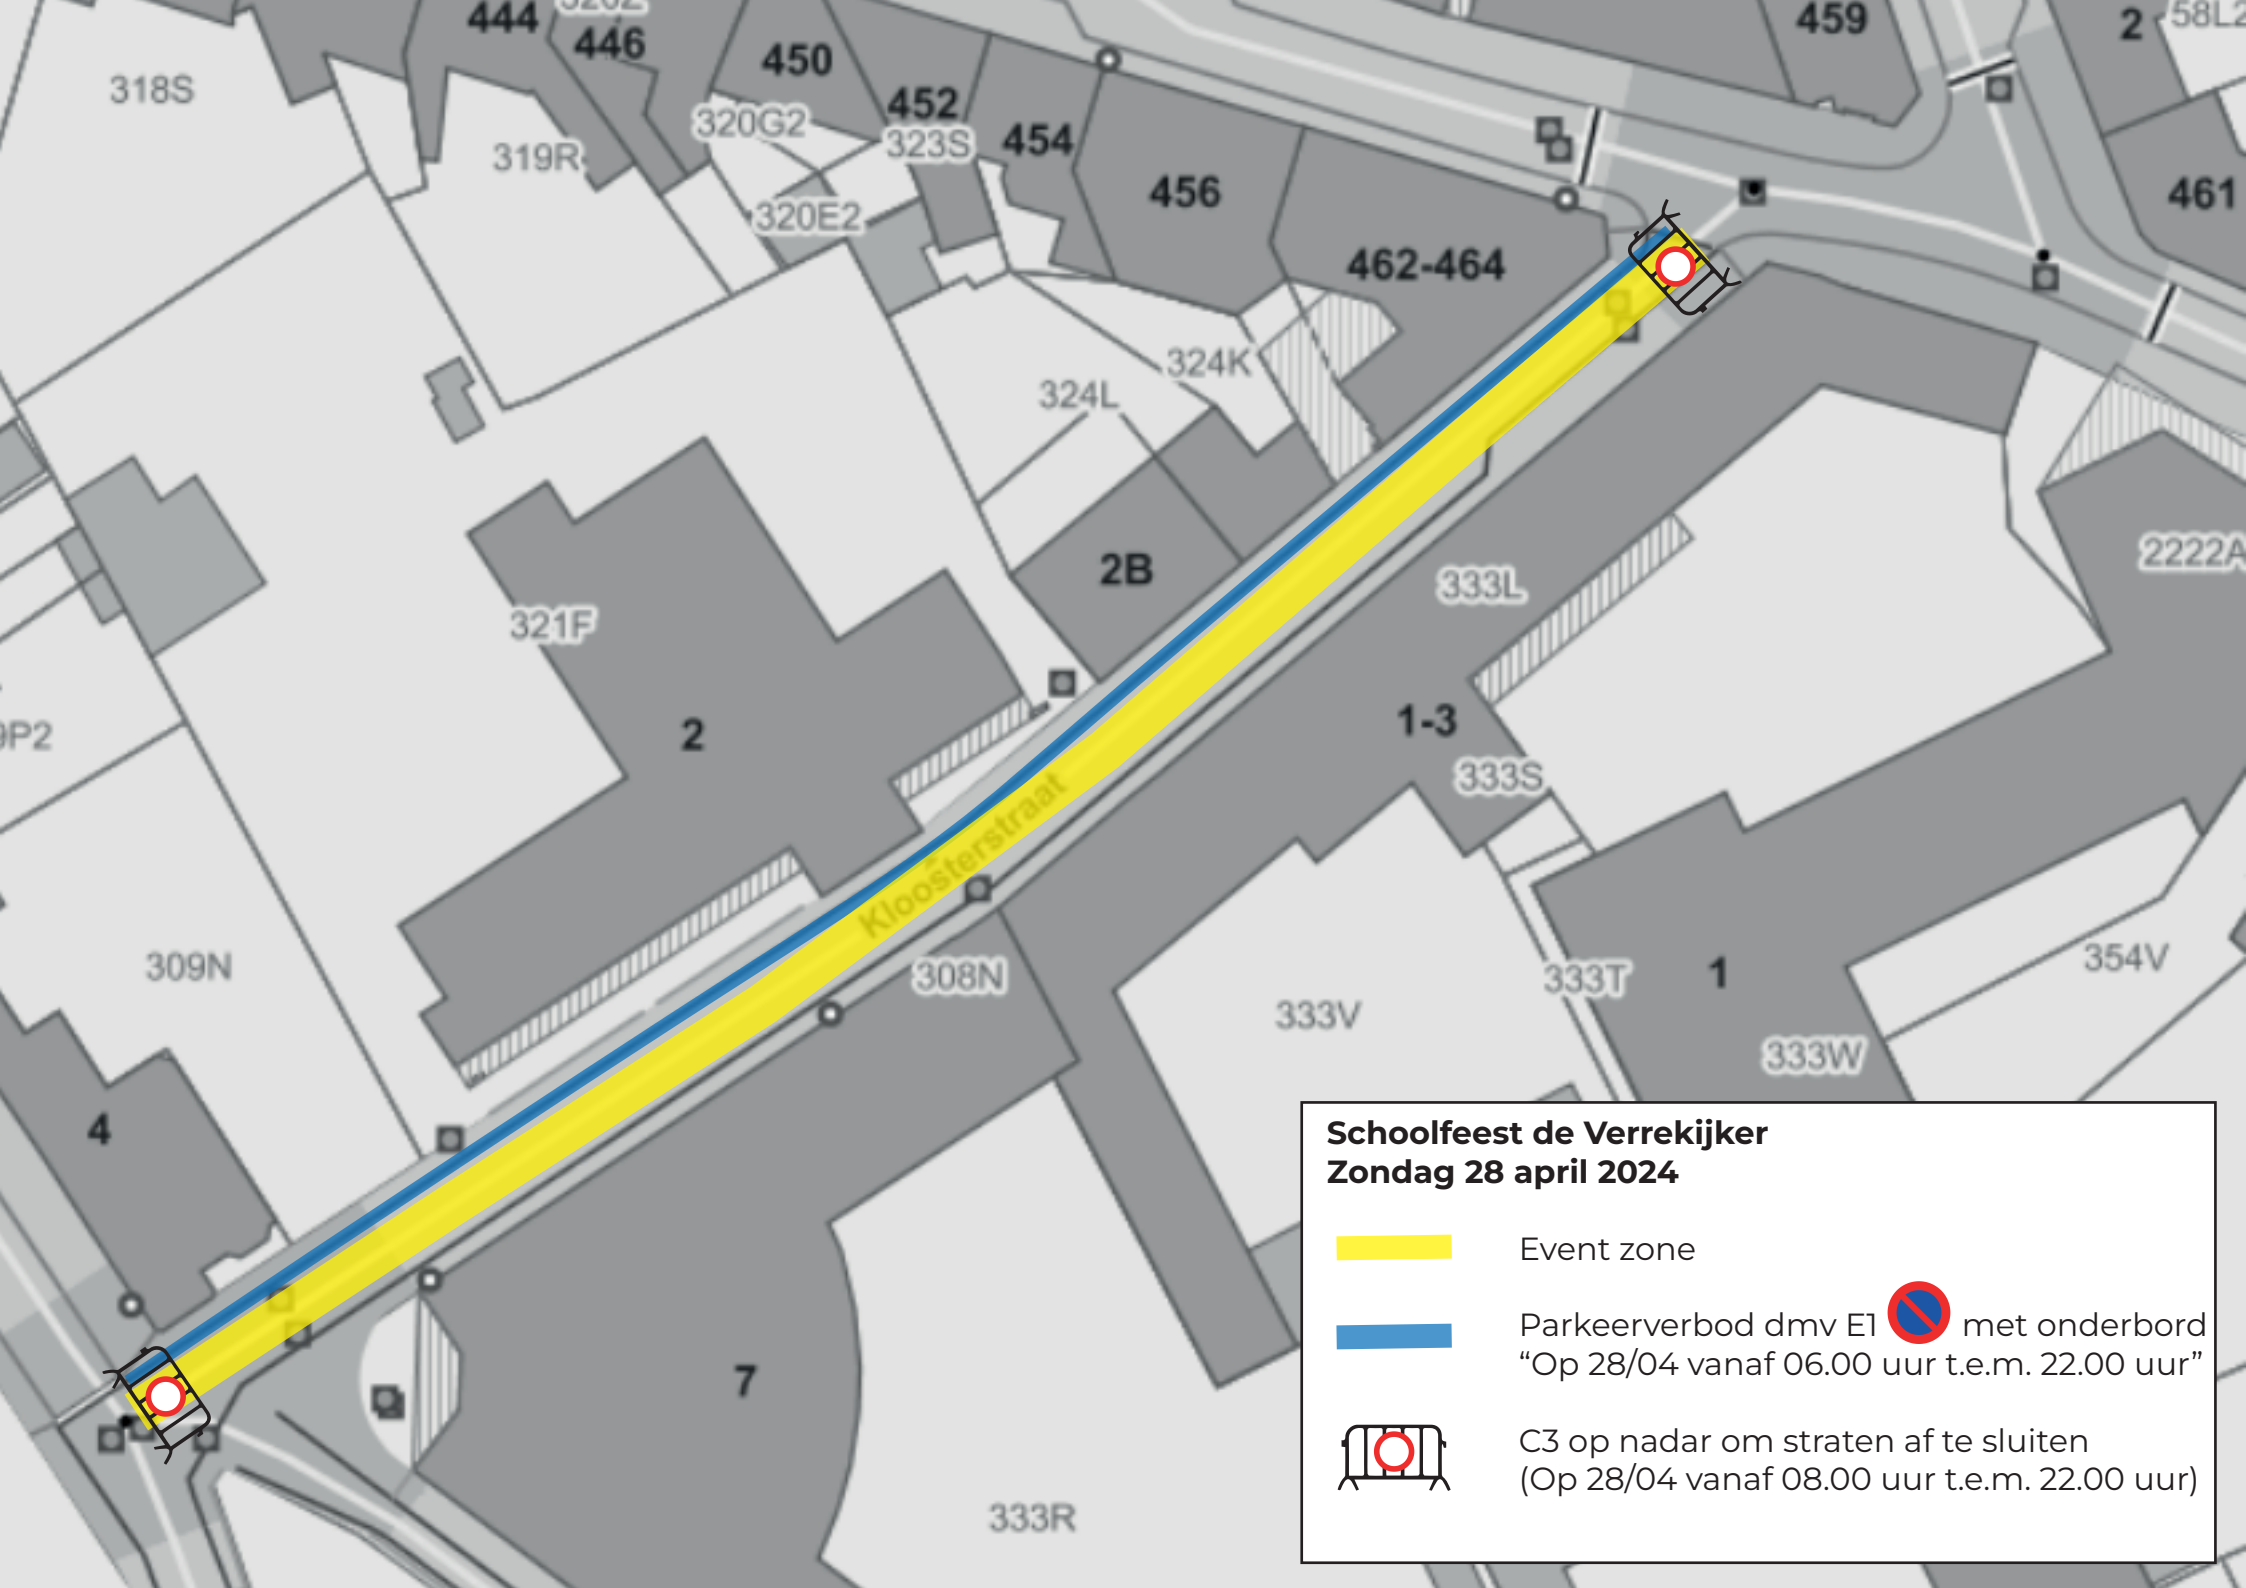 444
446
450
459
2
58L2
318S
452
320G2
323S
454
319R
456
461
320E2
462-464
324K
324L
2B
2222A
333L
321F
9P2
2
1-3
333S
Kloosterstraat
309N
308N
333T
1
354V
333V
333W
4
7
333R
Schoolfeest de Verrekijker
Zondag 28 april 2024
Event zone
Parkeerverbod dmv E1 met onderbord
“Op 28/04 vanaf 06.00 uur t.e.m. 22.00 uur”
C3 op nadar om straten af te sluiten
(Op 28/04 vanaf 08.00 uur t.e.m. 22.00 uur)